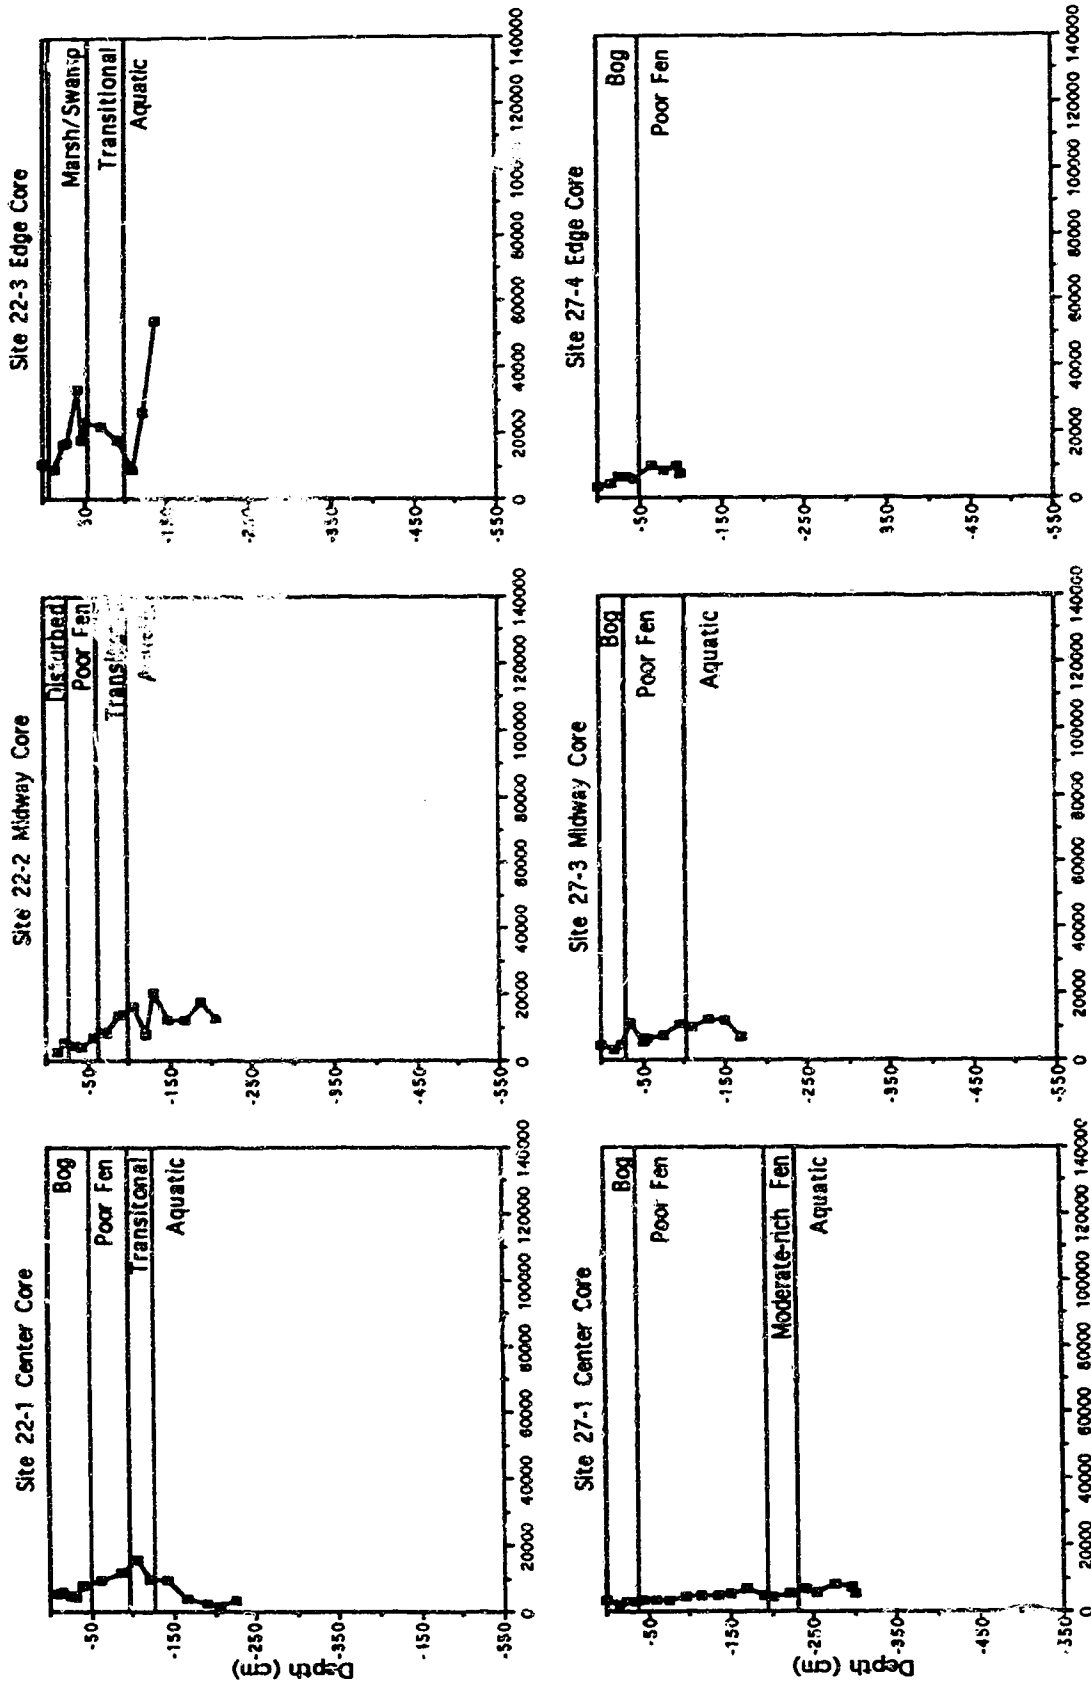 Site 22-1 Center Core
Bog
Poor Fen
Transitonal
Aquatic
-50
-150
-250
-350
-450
-550
Depth (cm)
0 20000 40000 60000 80000 100000 120000 140000
Site 22-2 Midway Core
Disturbed
Poor Fen
-50
-150
-250
-350
-450
-550
0 20000 40000 60000 80000 100000 120000 140000
Site 22-3 Edge Core
Marsh/Swamp
Transitional
Aquatic
-150
-250
-350
-450
-550
0 20000 40000 60000 80000 100000 120000 140000
Site 27-1 Center Core
Bog
Poor Fen
Moderate-rich Fen
Aquatic
-50
-150
-250
-350
-450
-350
Depth (cm)
0 20000 40000 60000 80000 100000 120000 140000
Site 27-3 Midway Core
Bog
Poor Fen
Aquatic
-50
-150
-250
-350
-450
-550
0 20000 40000 60000 80000 100000 120000 140000
Site 27-4 Edge Core
Bog
Poor Fen
-50
-150
-250
-350
-450
-550
0 20000 40000 60000 80000 100000 120000 140000